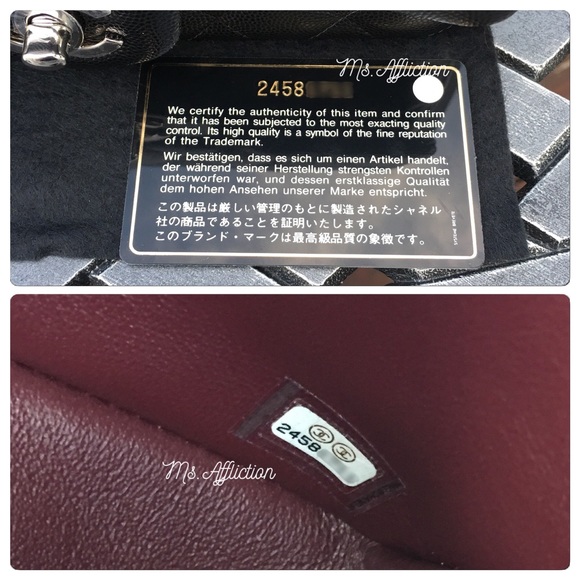 Ms. Affliction
2458
We certify the authenticity of this item and confirm
that it has been subjected to the most exacting quality
control. Its high quality is a symbol of the fine reputation
of the Trademark.
Wir bestätigen, dass es sich um einen Artikel handelt,
der während seiner Herstellung strengsten Kontrollen
unterworfen war, und dessen erstklassige Qualität
dem hohen Ansehen unserer Marke entspricht.
この製品は厳しい管理のもとに製造されたシャネル
社の商品であることを証明いたします。
このブランド・マークは最高級品質の象徴です。
2458
Ms. Affliction